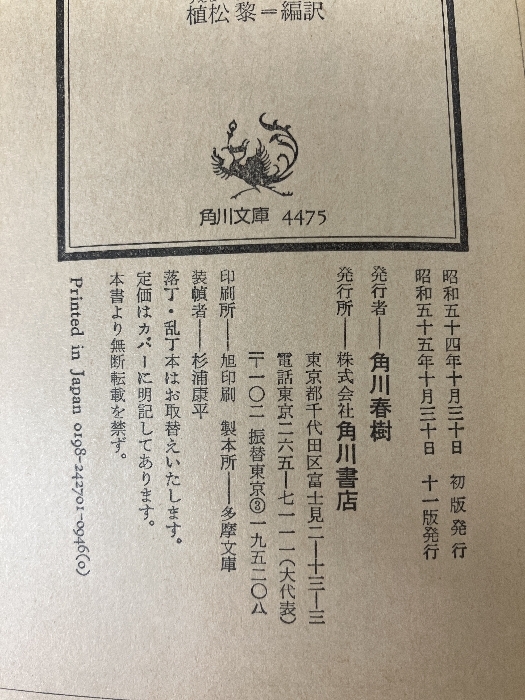 植松黎＝編訳
角川文庫 4475
昭和五十四年十月三十日 初版発行
昭和五十五年十月三十日 十一版発行
発行者――角川春樹
発行所――株式会社角川書店
東京都千代田区富士見二―十三―三
電話東京二六五―七一一一(大代表)
〒一〇二 振替東京③一九五二〇八
印刷所――旭印刷 製本所――多摩文庫
装幀者――杉浦康平
落丁・乱丁本はお取替えいたします。
定価はカバーに明記してあります。
本書より無断転載を禁ず。
Printed in Japan 0198-242701-0946(0)